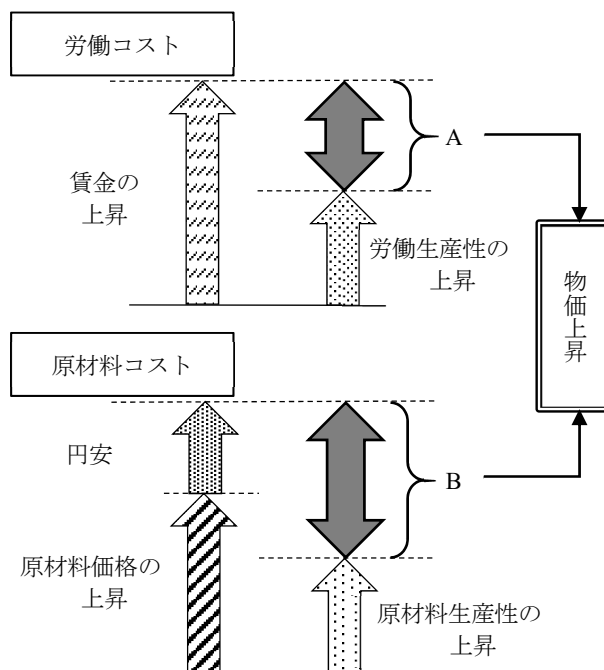 労働コスト
賃金の
上昇
A
労働生産性の
上昇
物価上昇
原材料コスト
円安
B
原材料価格の
上昇
原材料生産性の
上昇